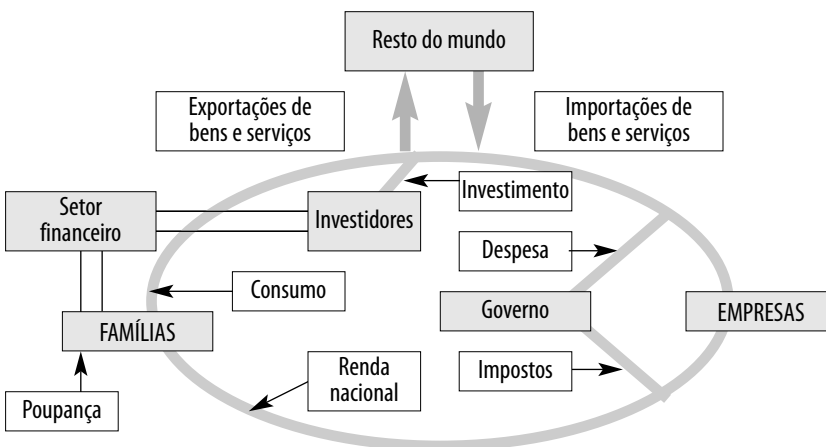 Resto do mundo
Exportações de
bens e serviços
Importações de
bens e serviços
Setor
financeiro
Investidores
Investimento
Despesa
Consumo
Governo
EMPRESAS
FAMÍLIAS
Renda
nacional
Impostos
Poupança